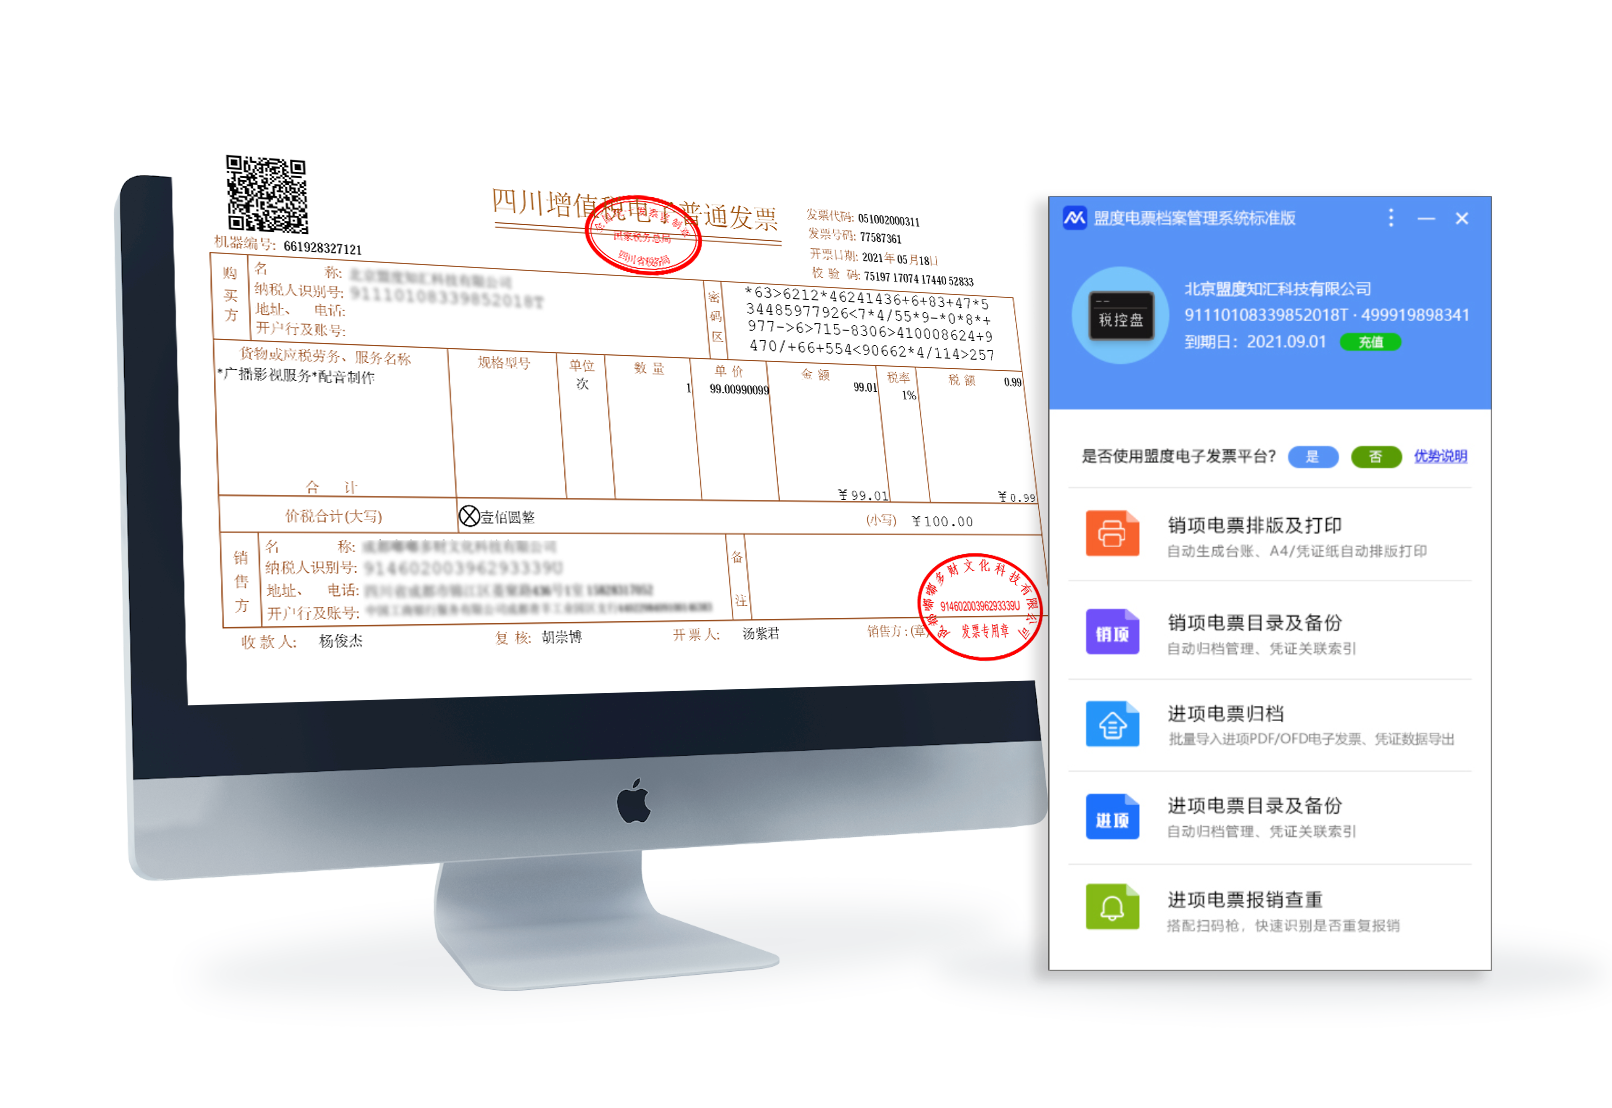 四川增值税电子普通发票
国家税务总局
四川省税务局
发票代码: 051002000311
发票号码: 77587361
开票日期: 2021年05月18日
校 验 码: 75197 17074 17440 52833
机器编号: 661928327121
购买方
名 称: 北京盟度知汇科技有限公司
纳税人识别号: 91110108339852018T
地址、 电话:
开户行及账号:
密码区
*63>6212*46241436+6+83+47*5
34485977926<7*4/55*9-*0*8*+
977->6>715-8306>410008624+9
470/+66+554<90662*4/114>257
货物或应税劳务、服务名称 规格型号 单位 数 量 单 价 金 额 税率 税 额
*广播影视服务*配音制作 次 1 99.00990099 99.01 1% 0.99
合 计 ￥99.01 ￥0.99
价税合计(大写) 壹佰圆整 (小写) ￥100.00
销售方
名 称:
纳税人识别号: 91460200396293339U
地址、 电话:
开户行及账号:
备注
收 款 人: 杨俊杰 复 核: 胡崇博 开 票 人: 汤紫君 销售方:(章)
成都嘟嘟多财文化科技有限公司
91460200396293339U
发票专用章
盟度电票档案管理系统标准版
税控盘
北京盟度知汇科技有限公司
91110108339852018T · 499919898341
到期日：2021.09.01 充值
是否使用盟度电子发票平台? 是 否 优势说明
销项电票排版及打印
自动生成台账、A4/凭证纸自动排版打印
销项
销项电票目录及备份
自动归档管理、凭证关联索引
进项电票归档
批量导入进项PDF/OFD电子发票、凭证数据导出
进项
进项电票目录及备份
自动归档管理、凭证关联索引
进项电票报销查重
搭配扫码枪，快速识别是否重复报销